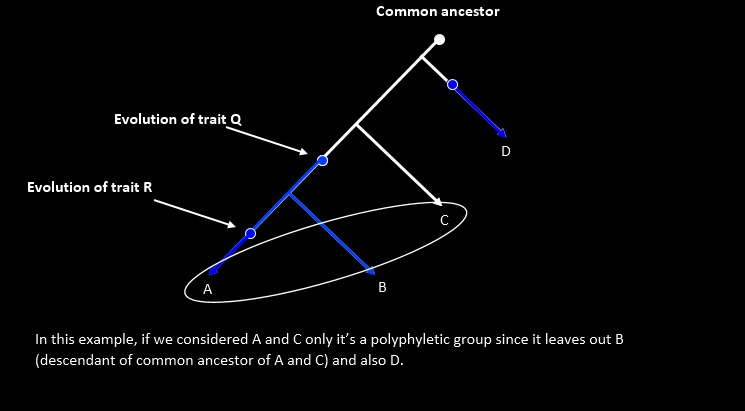 Common ancestor
Evolution of trait Q
D
Evolution of trait R
C
A
B
In this example, if we considered A and C only it’s a polyphyletic group since it leaves out B
(descendant of common ancestor of A and C) and also D.